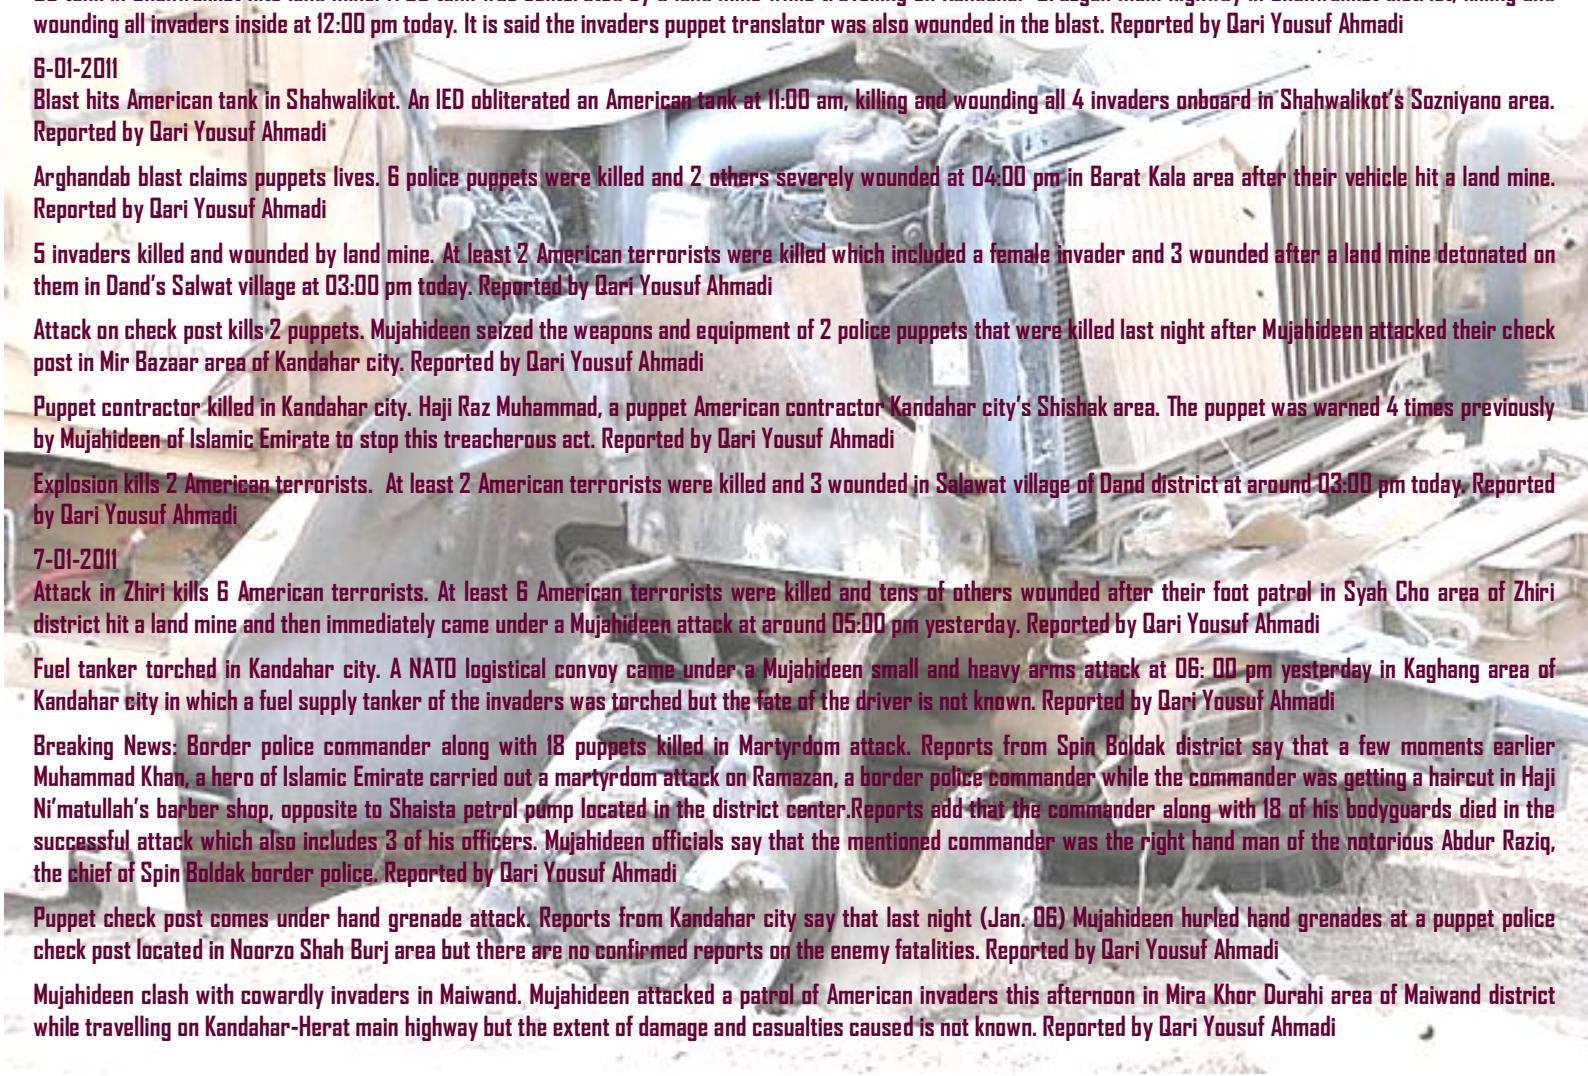 wounding all invaders inside at 12:00 pm today. It is said the invaders puppet translator was also wounded in the blast. Reported by Qari Yousuf Ahmadi
6-01-2011
Blast hits American tank in Shahwalikot. An IED obliterated an American tank at 11:00 am, killing and wounding all 4 invaders onboard in Shahwalikot's Sozniyano area.
Reported by Qari Yousuf Ahmadi
Arghandab blast claims puppets lives. 6 police puppets were killed and 2 others severely wounded at 04:00 pm in Barat Kala area after their vehicle hit a land mine.
Reported by Qari Yousuf Ahmadi
5 invaders killed and wounded by land mine. At least 2 American terrorists were killed which included a female invader and 3 wounded after a land mine detonated on
them in Dand's Salwat village at 03:00 pm today. Reported by Qari Yousuf Ahmadi
Attack on check post kills 2 puppets. Mujahideen seized the weapons and equipment of 2 police puppets that were killed last night after Mujahideen attacked their check
post in Mir Bazaar area of Kandahar city. Reported by Qari Yousuf Ahmadi
Puppet contractor killed in Kandahar city. Haji Raz Muhammad, a puppet American contractor Kandahar city's Shishak area. The puppet was warned 4 times previously
by Mujahideen of Islamic Emirate to stop this treacherous act. Reported by Qari Yousuf Ahmadi
Explosion kills 2 American terrorists.  At least 2 American terrorists were killed and 3 wounded in Salawat village of Dand district at around 03:00 pm today. Reported
by Qari Yousuf Ahmadi
7-01-2011
Attack in Zhiri kills 6 American terrorists. At least 6 American terrorists were killed and tens of others wounded after their foot patrol in Syah Cho area of Zhiri
district hit a land mine and then immediately came under a Mujahideen attack at around 05:00 pm yesterday. Reported by Qari Yousuf Ahmadi
Fuel tanker torched in Kandahar city. A NATO logistical convoy came under a Mujahideen small and heavy arms attack at 06: 00 pm yesterday in Kaghang area of
Kandahar city in which a fuel supply tanker of the invaders was torched but the fate of the driver is not known. Reported by Qari Yousuf Ahmadi
Breaking News: Border police commander along with 18 puppets killed in Martyrdom attack. Reports from Spin Boldak district say that a few moments earlier
Muhammad Khan, a hero of Islamic Emirate carried out a martyrdom attack on Ramazan, a border police commander while the commander was getting a haircut in Haji
Ni'matullah's barber shop, opposite to Shaista petrol pump located in the district center.Reports add that the commander along with 18 of his bodyguards died in the
successful attack which also includes 3 of his officers. Mujahideen officials say that the mentioned commander was the right hand man of the notorious Abdur Raziq,
the chief of Spin Boldak border police. Reported by Qari Yousuf Ahmadi
Puppet check post comes under hand grenade attack. Reports from Kandahar city say that last night (Jan. 06) Mujahideen hurled hand grenades at a puppet police
check post located in Noorzo Shah Burj area but there are no confirmed reports on the enemy fatalities. Reported by Qari Yousuf Ahmadi
Mujahideen clash with cowardly invaders in Maiwand. Mujahideen attacked a patrol of American invaders this afternoon in Mira Khor Durahi area of Maiwand district
while travelling on Kandahar-Herat main highway but the extent of damage and casualties caused is not known. Reported by Qari Yousuf Ahmadi